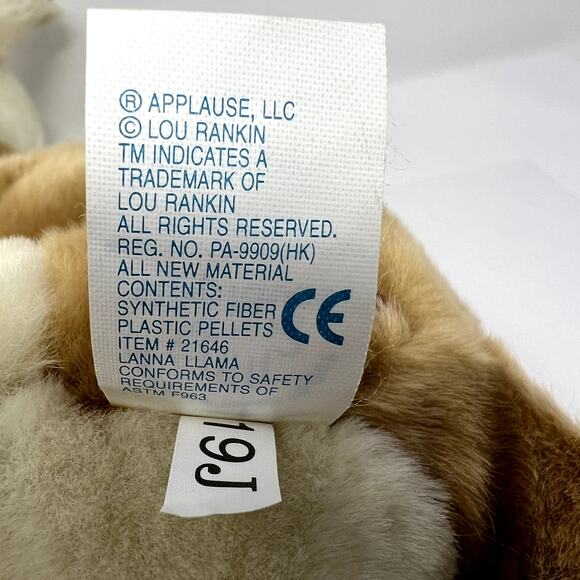 ® APPLAUSE, LLC
© LOU RANKIN
TM INDICATES A
TRADEMARK OF
LOU RANKIN
ALL RIGHTS RESERVED.
REG. NO. PA-9909(HK)
ALL NEW MATERIAL
CONTENTS:
SYNTHETIC FIBER
PLASTIC PELLETS
CE
ITEM # 21646
LANNA LLAMA
CONFORMS TO SAFETY
REQUIREMENTS OF
ASTM F963
19J